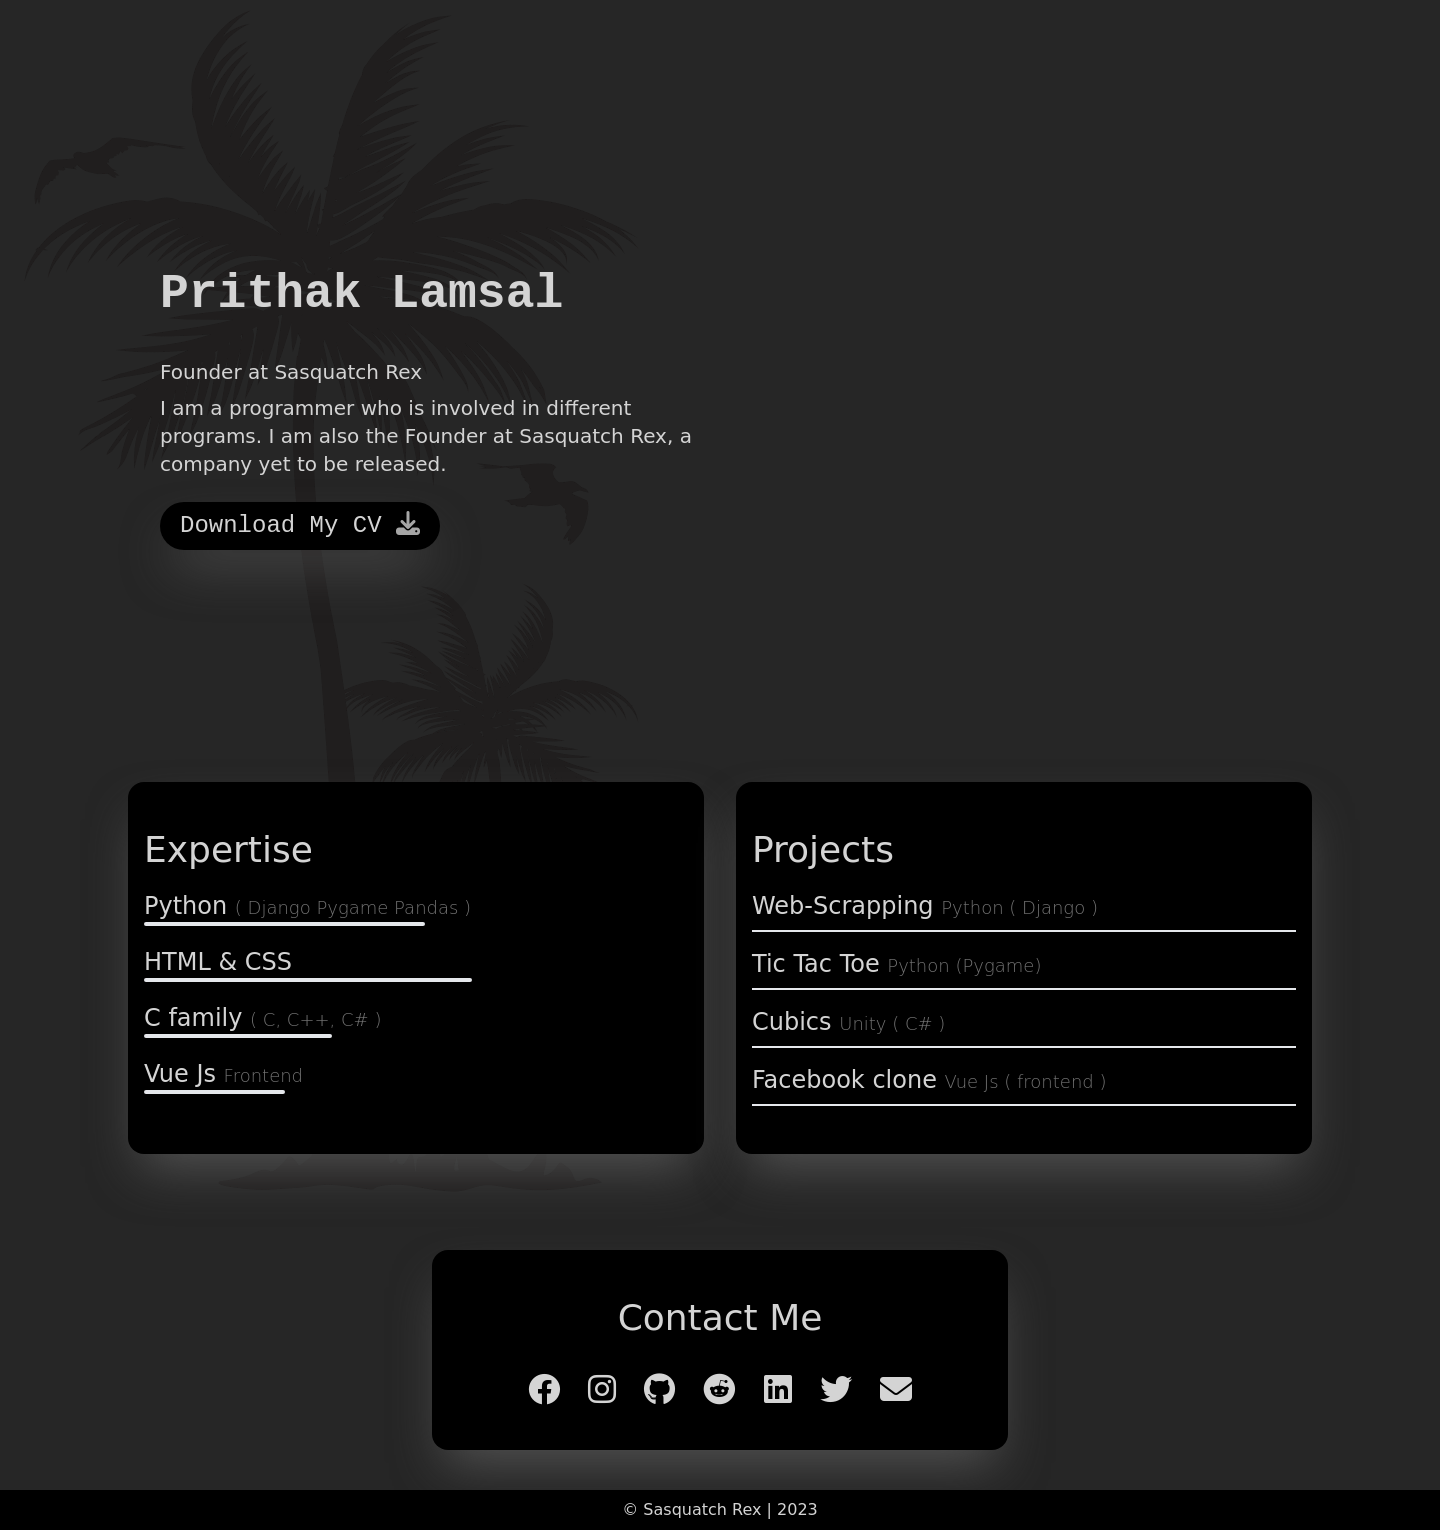 Prithak Lamsal
Founder at Sasquatch Rex
I am a programmer who is involved in different
programs. I am also the Founder at Sasquatch Rex, a
company yet to be released.
Download My CV
Expertise
Python ( Django Pygame Pandas )
HTML & CSS
C family ( C, C++, C# )
Vue Js Frontend
Projects
Web-Scrapping Python ( Django )
Tic Tac Toe Python (Pygame)
Cubics Unity ( C# )
Facebook clone Vue Js ( frontend )
Contact Me
© Sasquatch Rex | 2023